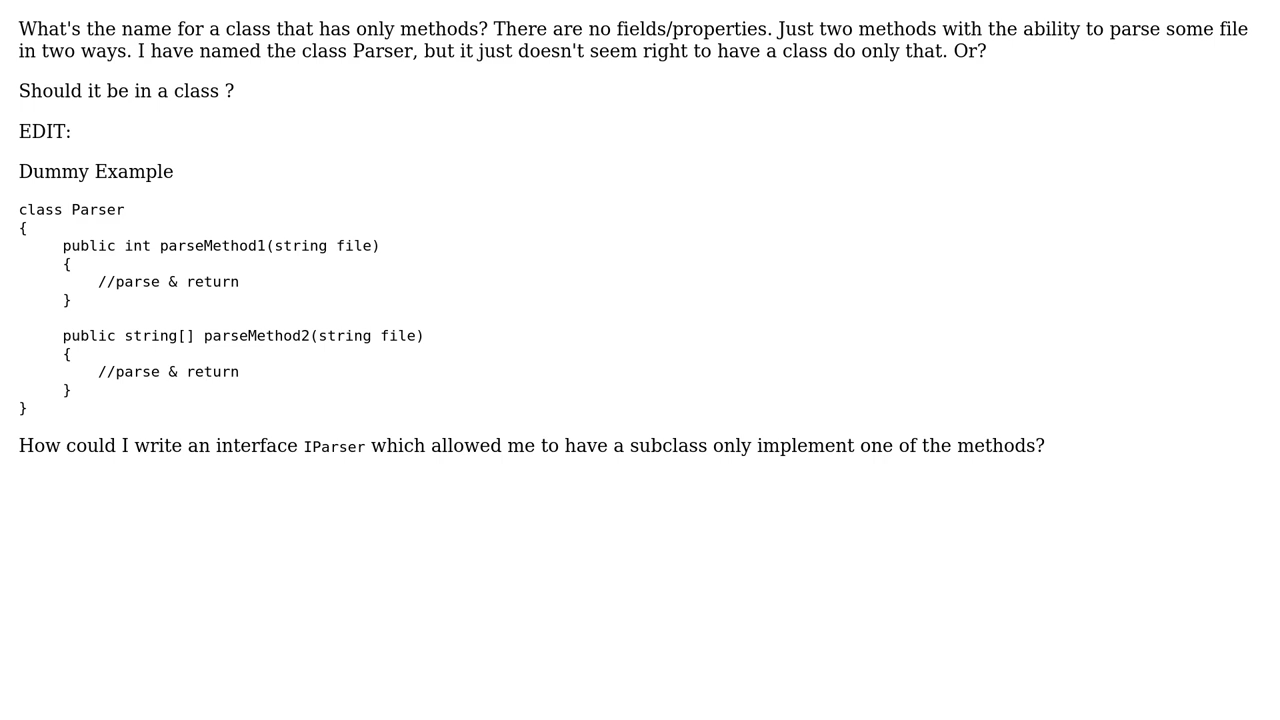 What's the name for a class that has only methods? There are no fields/properties. Just two methods with the ability to parse some file
in two ways. I have named the class Parser, but it just doesn't seem right to have a class do only that. Or?
Should it be in a class ?
EDIT:
Dummy Example
class Parser
{
     public int parseMethod1(string file)
     {
         //parse & return
     }
     public string[] parseMethod2(string file)
     {
         //parse & return
     }
}
How could I write an interface IParser which allowed me to have a subclass only implement one of the methods?